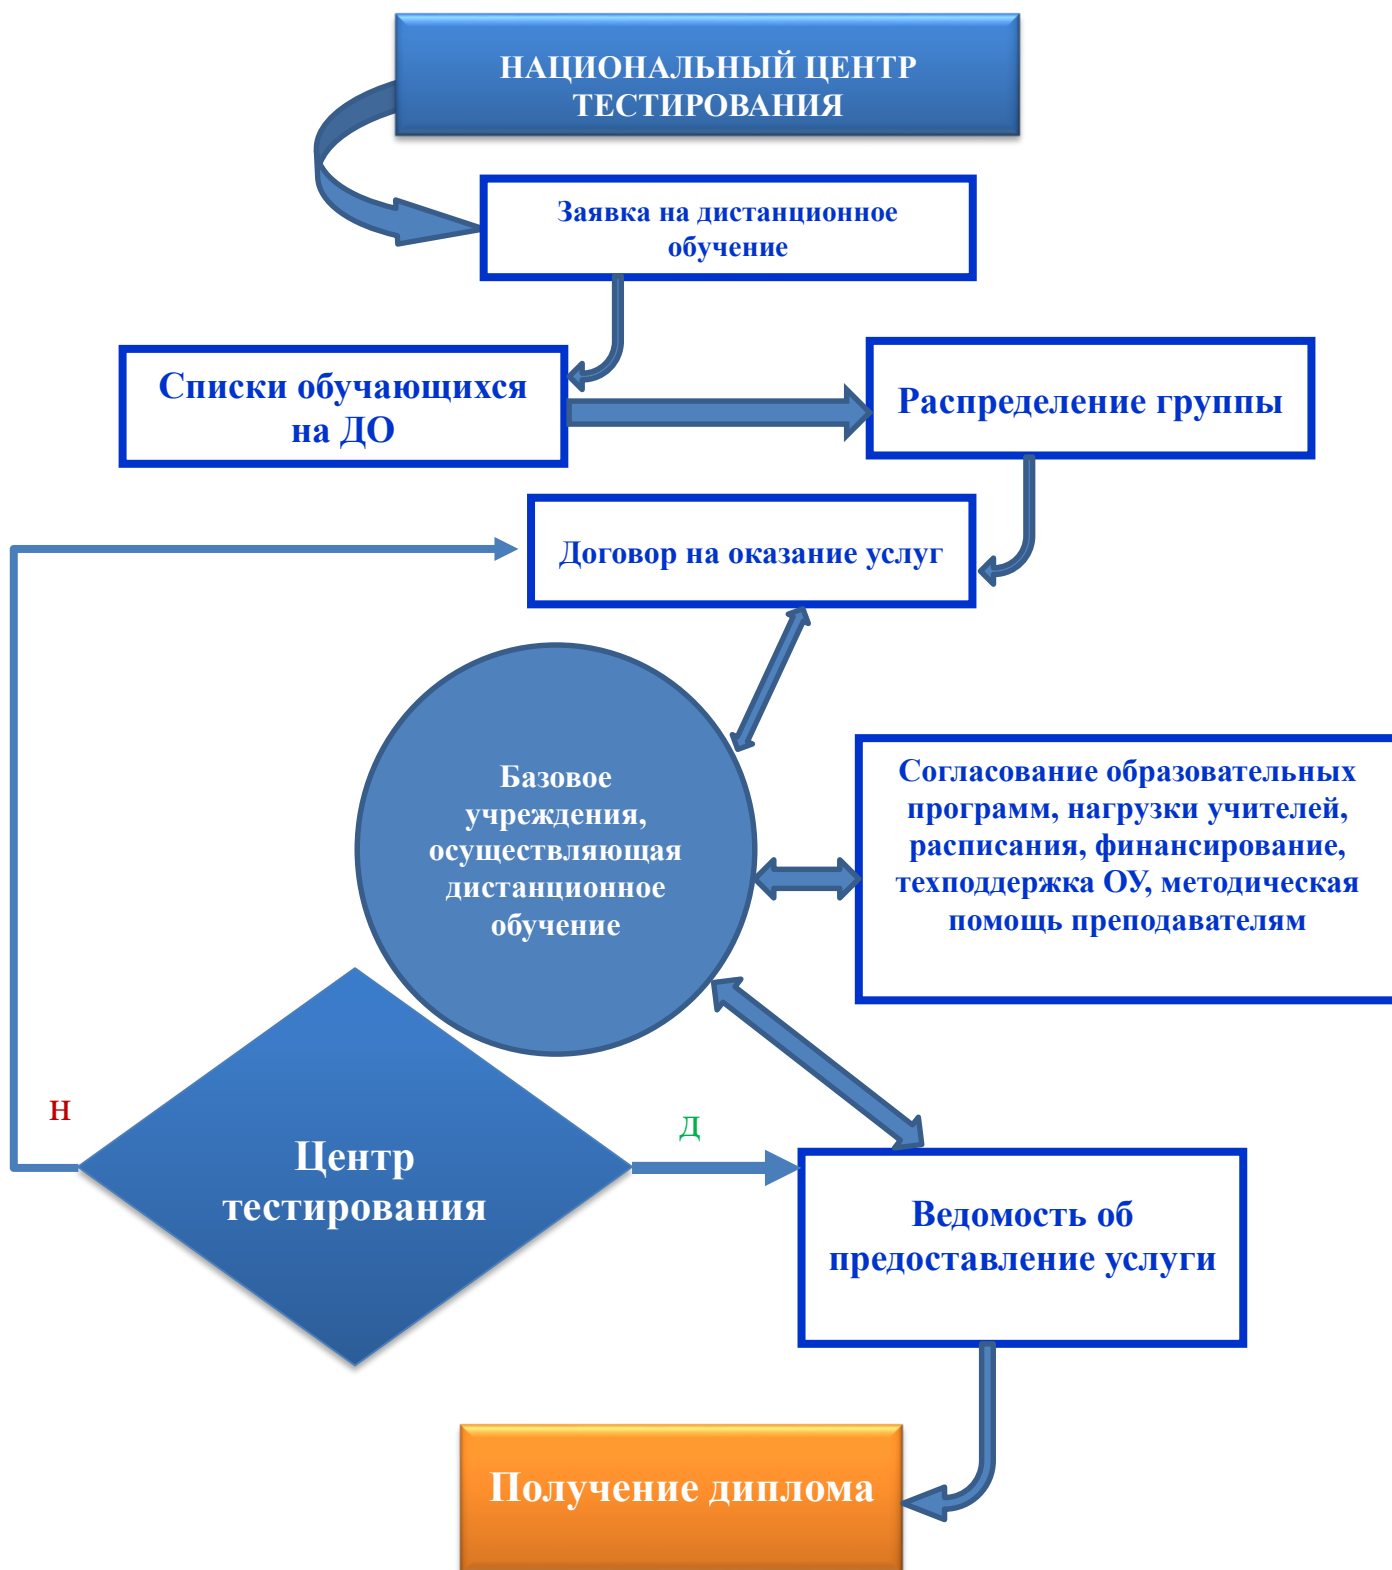 НАЦИОНАЛЬНЫЙ ЦЕНТР
ТЕСТИРОВАНИЯ
Заявка на дистанционное
обучение
Списки обучающихся
на ДО
Распределение группы
Договор на оказание услуг
Базовое
учреждения,
осуществляющая
дистанционное
обучение
Согласование образовательных
программ, нагрузки учителей,
расписания, финансирование,
техподдержка ОУ, методическая
помощь преподавателям
Н
Д
Центр
тестирования
Ведомость об
предоставление услуги
Получение диплома